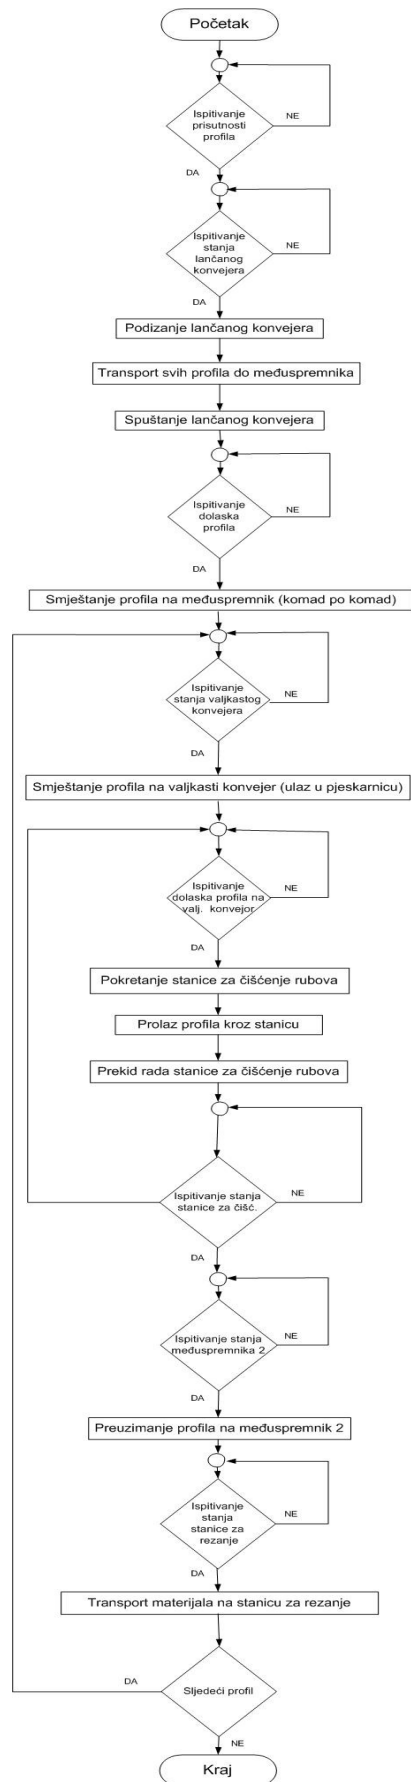 Početak
Ispitivanje
prisutnosti
profila
NE
DA
Ispitivanje
stanja
lančanog
konvejera
NE
DA
Podizanje lančanog konvejera
Transport svih profila do međuspremnika
Spuštanje lančanog konvejera
Ispitivanje
dolaska
profila
NE
DA
Smještanje profila na međuspremnik (komad po komad)
Ispitivanje
stanja valjkastog
konvejera
NE
DA
Smještanje profila na valjkasti konvejer (ulaz u pjeskarnicu)
Ispitivanje
dolaska profila na
valj. konvejor
NE
DA
Pokretanje stanice za čišćenje rubova
Prolaz profila kroz stanicu
Prekid rada stanice za čišćenje rubova
Ispitivanje stanja
stanice za čišć.
NE
DA
Ispitivanje stanja
međuspremnika 2
NE
DA
Preuzimanje profila na međuspremnik 2
Ispitivanje
stanja
stanice za
rezanje
NE
DA
Transport materijala na stanicu za rezanje
DA
Sljedeći profil
NE
Kraj